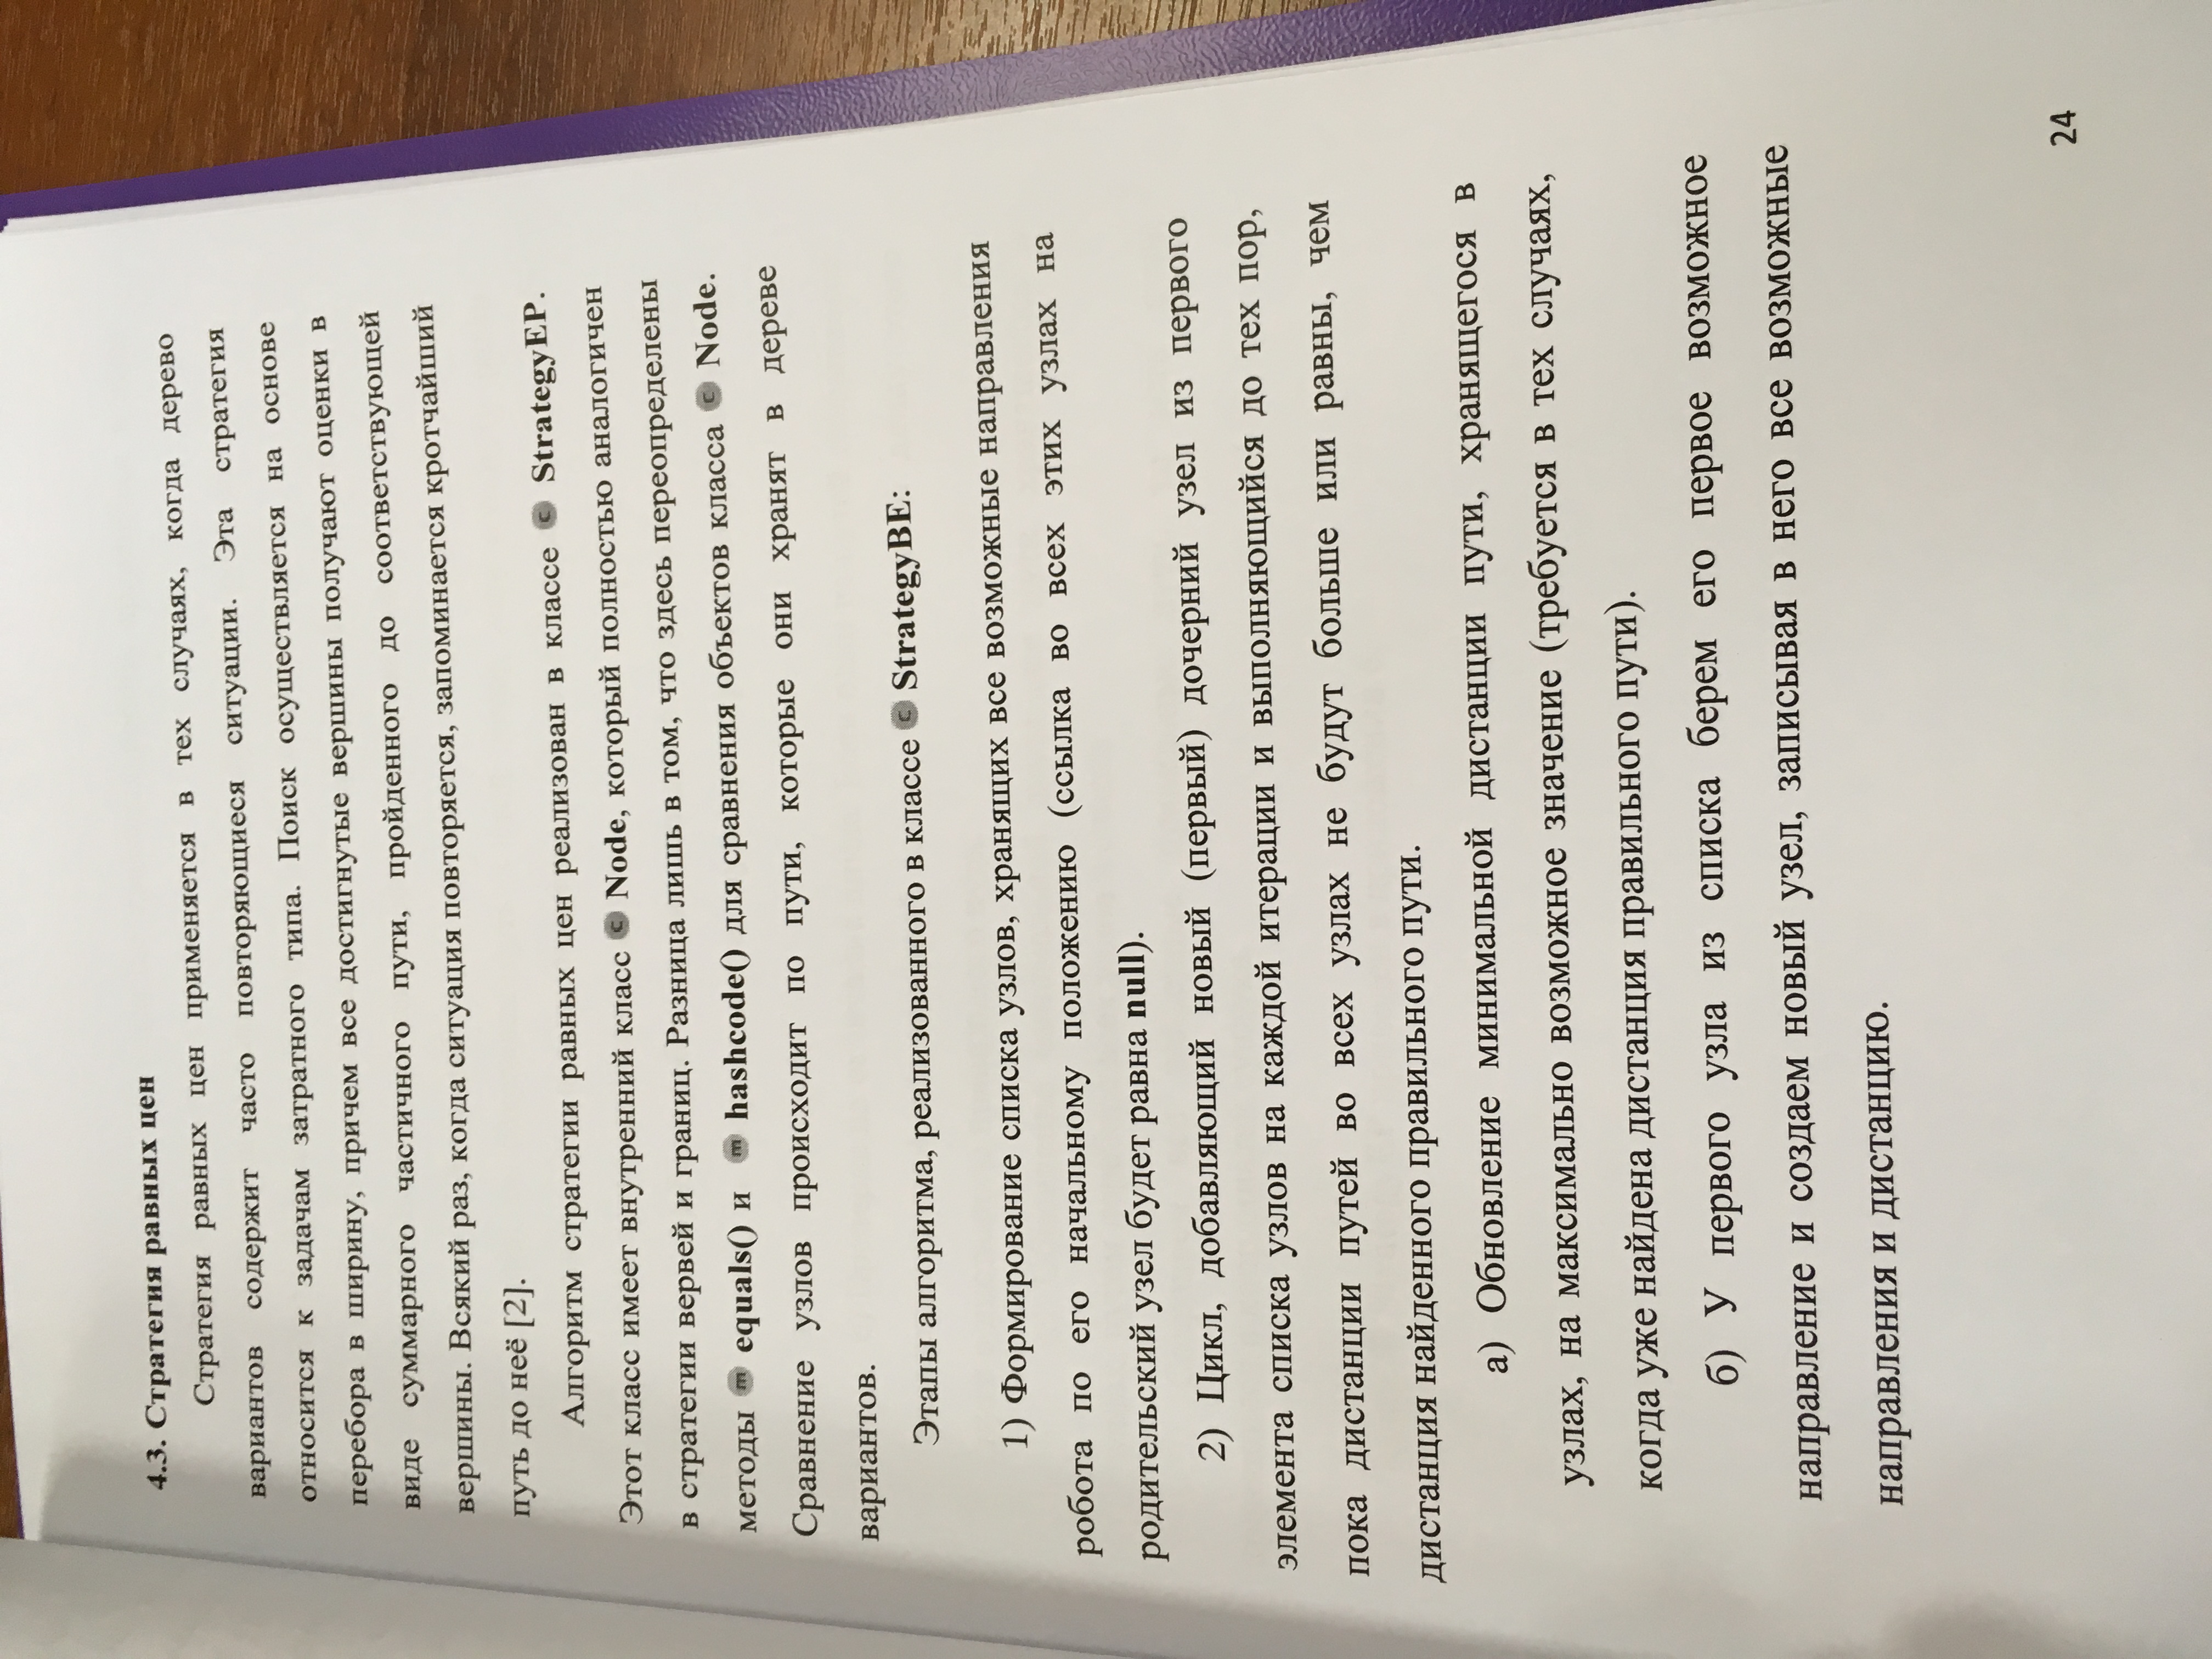 4.3. Стратегия равных цен
Стратегия равных цен применяется в тех случаях, когда дерево
вариантов содержит часто повторяющиеся ситуации. Эта стратегия
относится к задачам затратного типа. Поиск осуществляется на основе
перебора в ширину, причем все достигнутые вершины получают оценки в
виде суммарного частичного пути, пройденного до соответствующей
вершины. Всякий раз, когда ситуация повторяется, запоминается кротчайший
путь до неё [2].
Алгоритм стратегии равных цен реализован в классе c StrategyEP.
Этот класс имеет внутренний класс c Node, который полностью аналогичен
в стратегии вервей и границ. Разница лишь в том, что здесь переопределены
методы m equals() и m hashcode() для сравнения объектов класса c Node.
Сравнение узлов происходит по пути, которые они хранят в дереве
вариантов.
Этапы алгоритма, реализованного в классе c StrategyBE:
1) Формирование списка узлов, хранящих все возможные направления
робота по его начальному положению (ссылка во всех этих узлах на
родительский узел будет равна null).
2) Цикл, добавляющий новый (первый) дочерний узел из первого
элемента списка узлов на каждой итерации и выполняющийся до тех пор,
пока дистанции путей во всех узлах не будут больше или равны, чем
дистанция найденного правильного пути.
а) Обновление минимальной дистанции пути, хранящегося в
узлах, на максимально возможное значение (требуется в тех случаях,
когда уже найдена дистанция правильного пути).
б) У первого узла из списка берем его первое возможное
направление и создаем новый узел, записывая в него все возможные
направления и дистанцию.
24